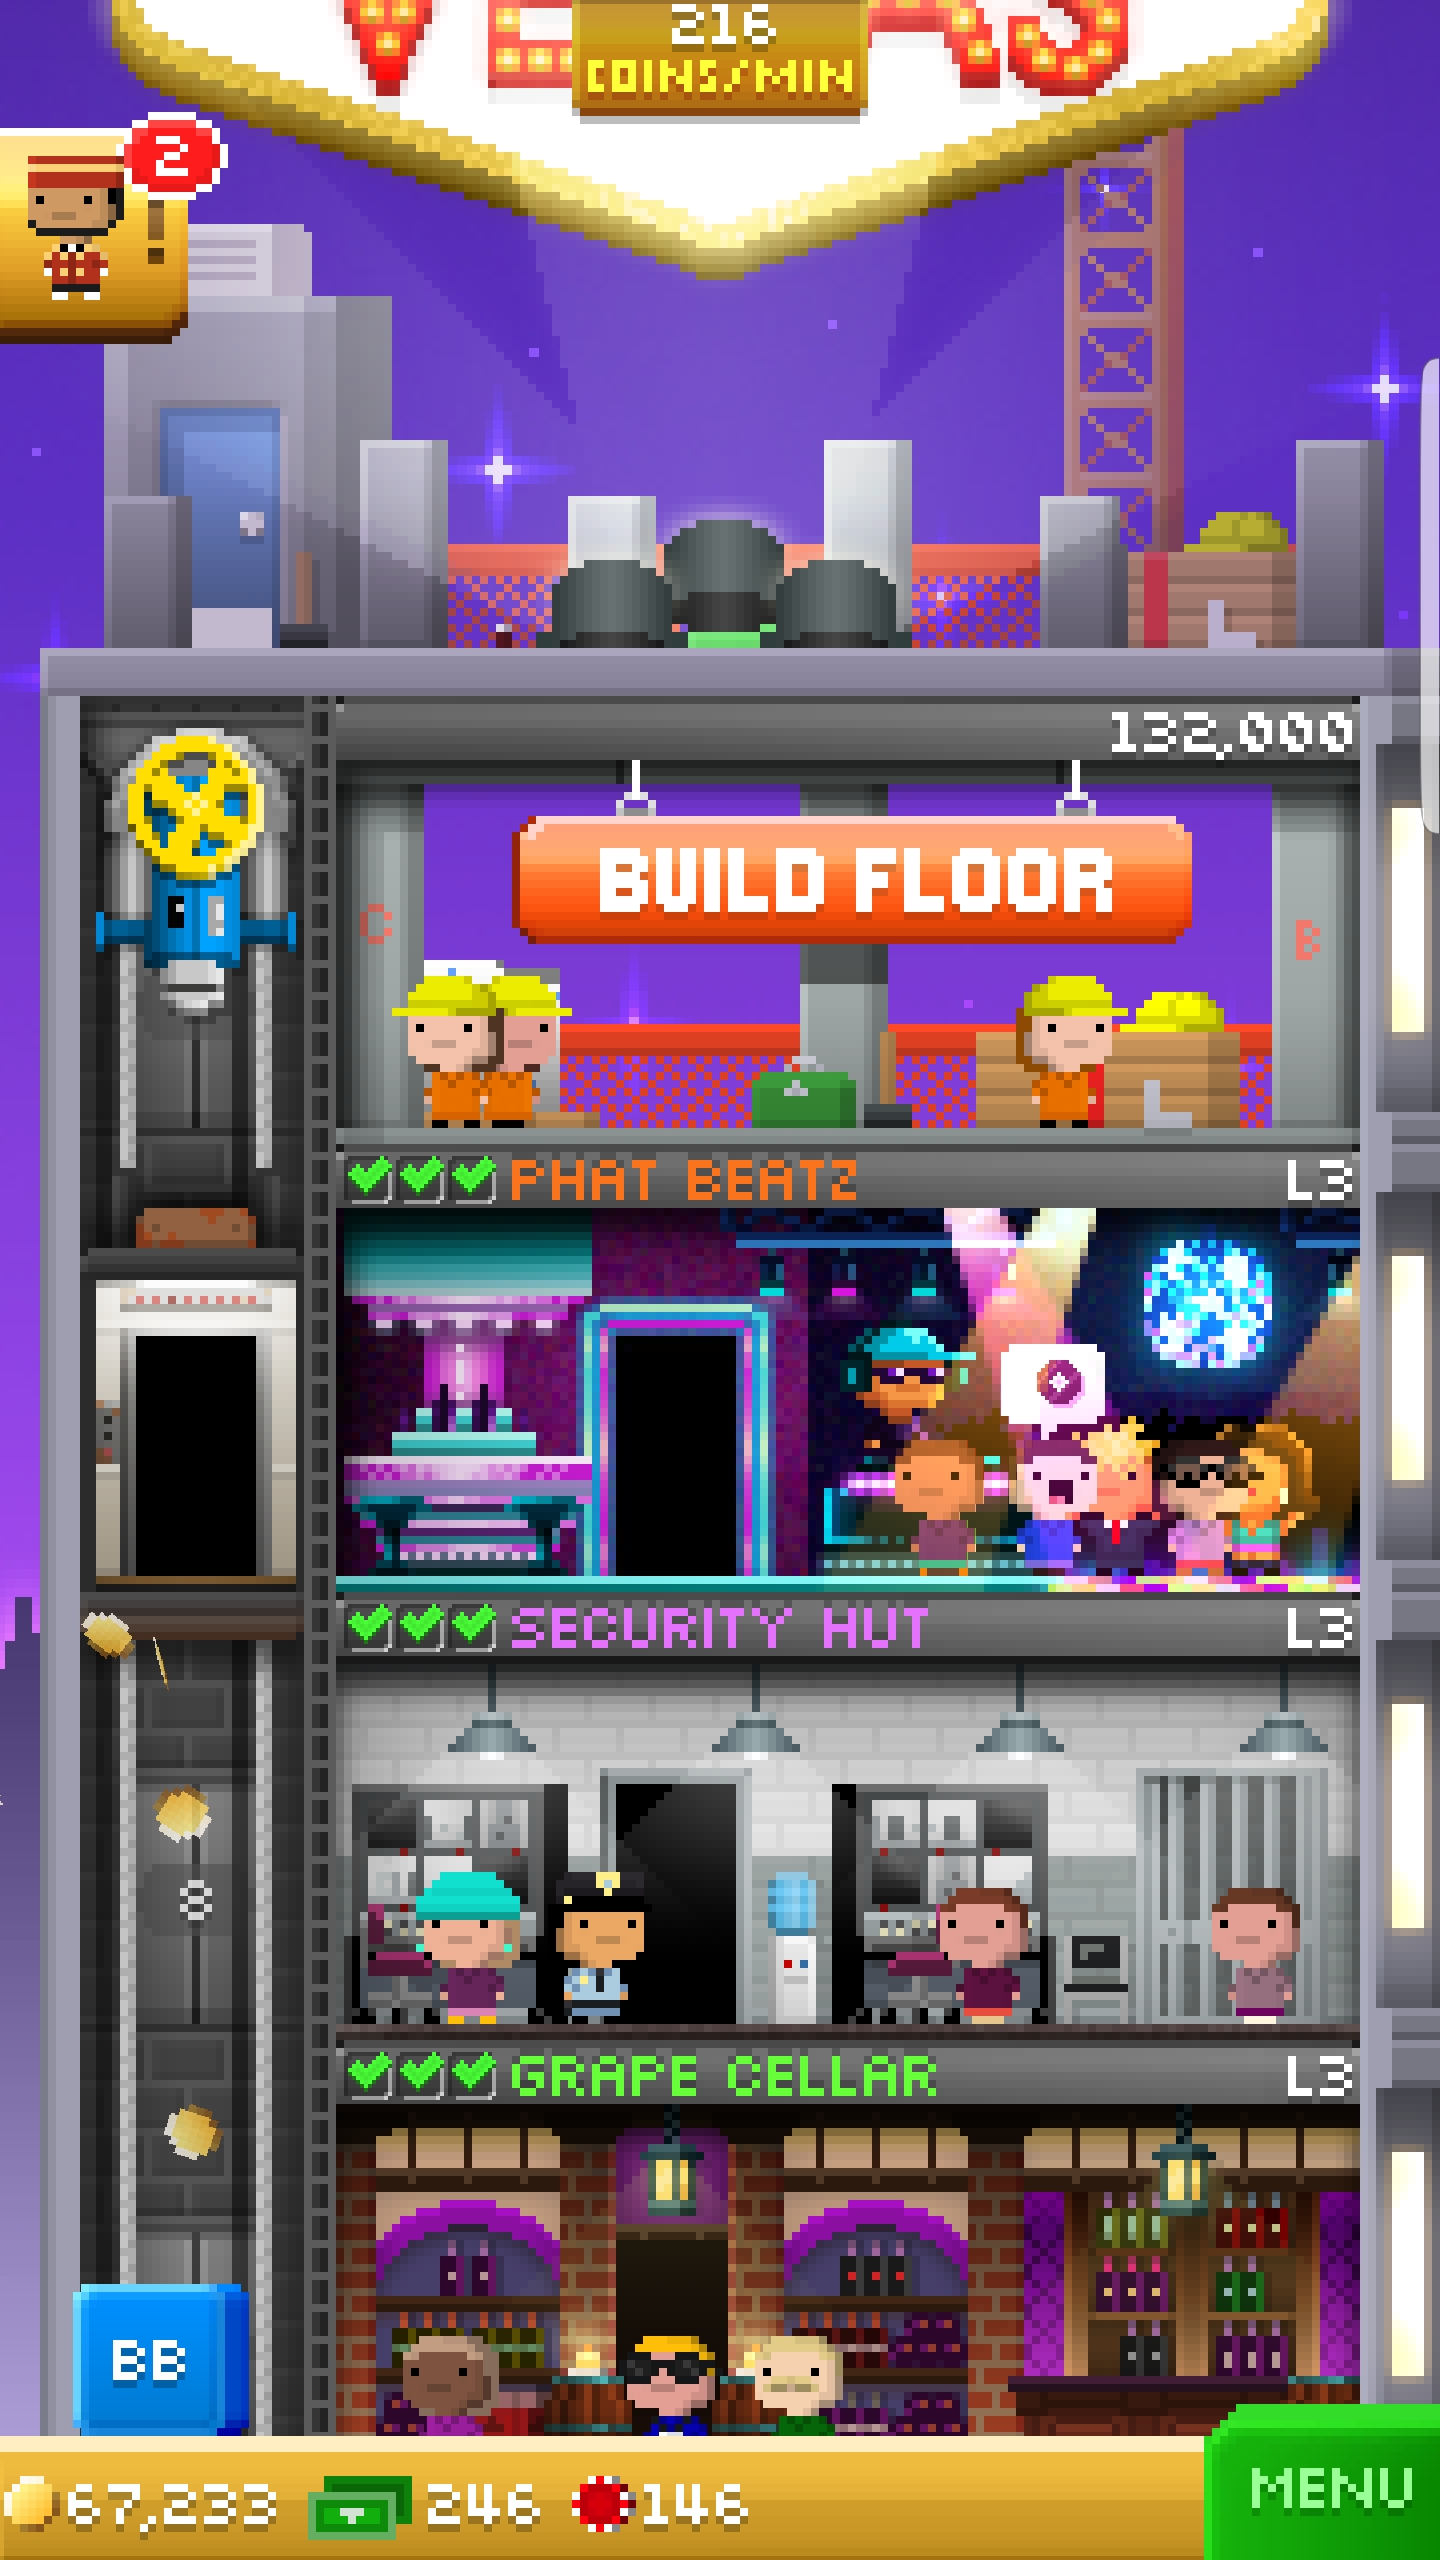 VEGAS
216
COINS/MIN
2
!
132,000
BUILD FLOOR
C
B
PHAT BEATZ L3
SECURITY HUT L3
8
GRAPE CELLAR L3
BB
67,233 246 146
MENU